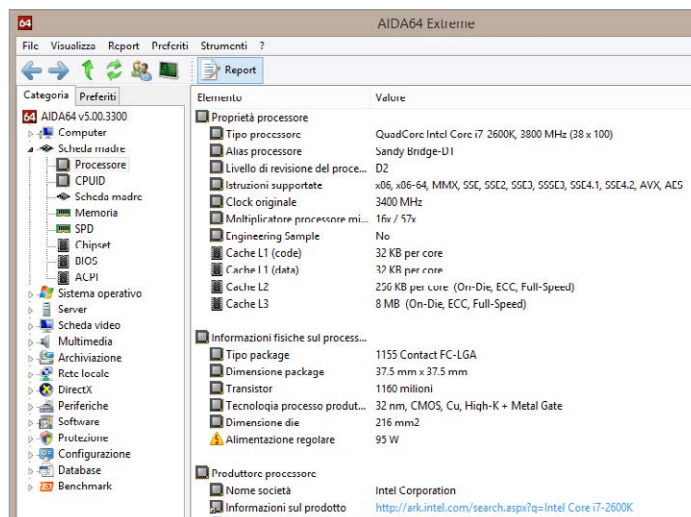 64 AIDA64 Extreme
File Visualizza Report Preferiti Strumenti ?
Report
Categoria Preferiti
64 AIDA64 v5.00.3300
Computer
Scheda madre
Processore
CPUID
Scheda madre
Memoria
SPD
Chipset
BIOS
ACPI
Sistema operativo
Server
Scheda video
Multimedia
Archiviazione
Rete locale
DirectX
Periferiche
Software
Protezione
Configurazione
Database
Benchmark
Elemento Valore
Proprietà processore
Tipo processore QuadCore Intel Core i7-2600K, 3800 MHz (38 x 100)
Alias processore Sandy Bridge-DT
Livello di revisione del proce... D2
Istruzioni supportate x86, x86-64, MMX, SSE, SSE2, SSE3, SSSE3, SSE4.1, SSE4.2, AVX, AES
Clock originale 3400 MHz
Moltiplicatore processore mi... 16x / 57x
Engineering Sample No
Cache L1 (code) 32 KB per core
Cache L1 (data) 32 KB per core
Cache L2 256 KB per core (On-Die, ECC, Full-Speed)
Cache L3 8 MB (On-Die, ECC, Full-Speed)
Informazioni fisiche sul process...
Tipo package 1155 Contact FC-LGA
Dimensione package 37.5 mm x 37.5 mm
Transistor 1160 milioni
Tecnologia processo produt... 32 nm, CMOS, Cu, High-K + Metal Gate
Dimensione die 216 mm2
Alimentazione regolare 95 W
Produttore processore
Nome società Intel Corporation
Informazioni sul prodotto http://ark.intel.com/search.aspx?q=Intel Core i7-2600K